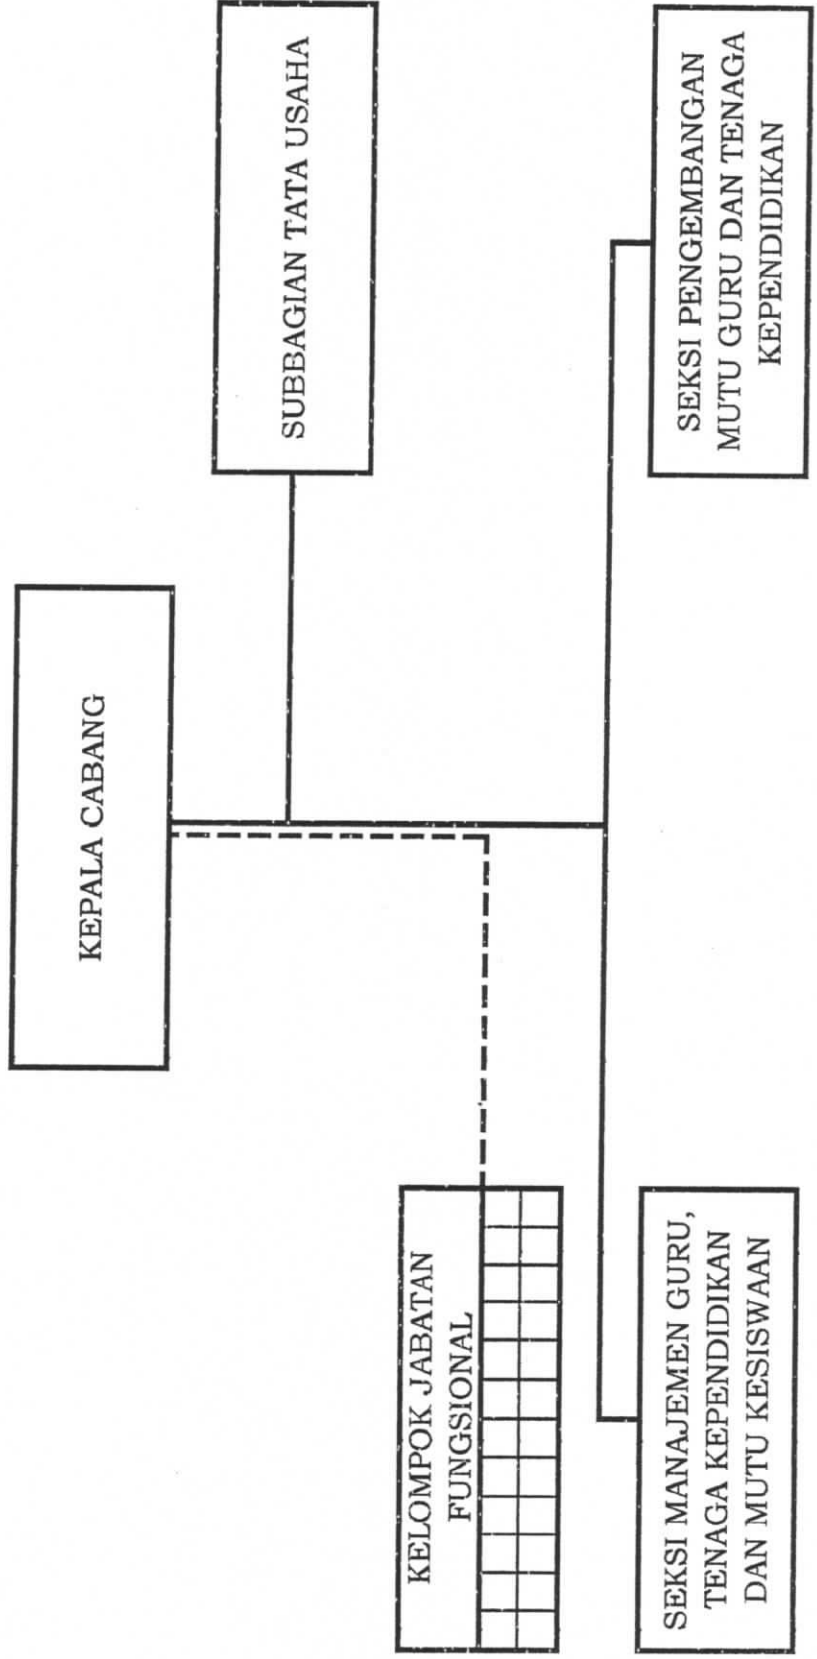 KEPALA CABANG
SUBBAGIAN TATA USAHA
KELOMPOK JABATAN
FUNGSIONAL
SEKSI MANAJEMEN GURU,
TENAGA KEPENDIDIKAN
DAN MUTU KESISWAAN
SEKSI PENGEMBANGAN
MUTU GURU DAN TENAGA
KEPENDIDIKAN